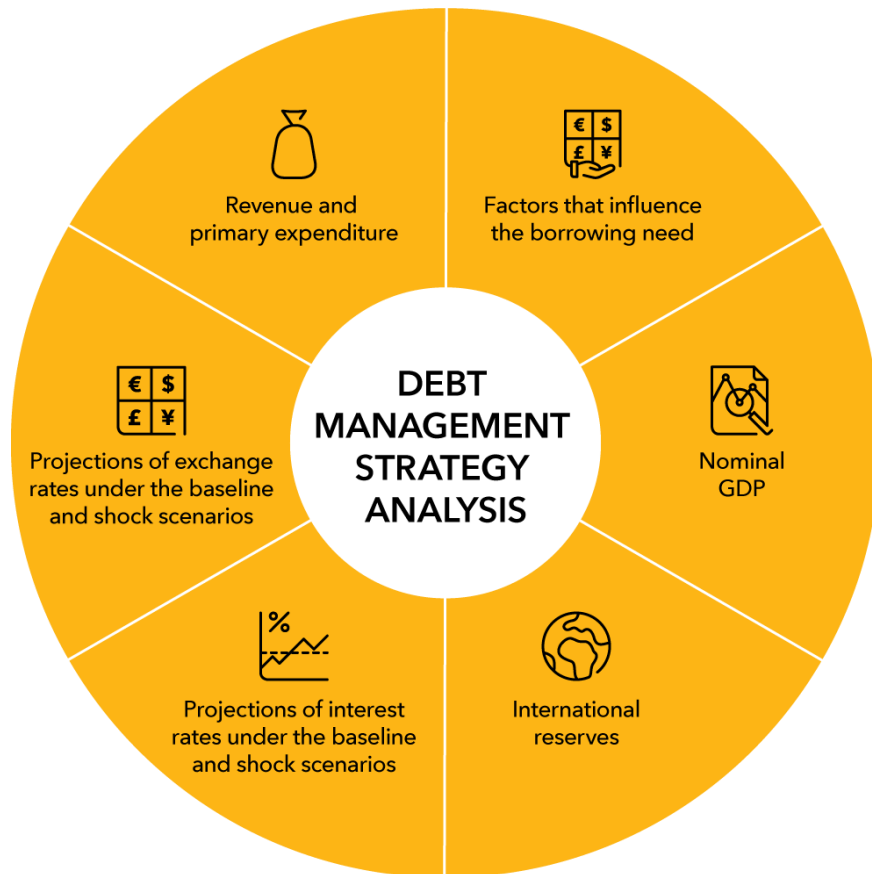 € $
£ ¥
Revenue and
primary expenditure
€ $
£ ¥
Factors that influence
the borrowing need
€ $
£ ¥
Projections of exchange
rates under the baseline
and shock scenarios
DEBT
MANAGEMENT
STRATEGY
ANALYSIS
Nominal
GDP
%
Projections of interest
rates under the baseline
and shock scenarios
International
reserves